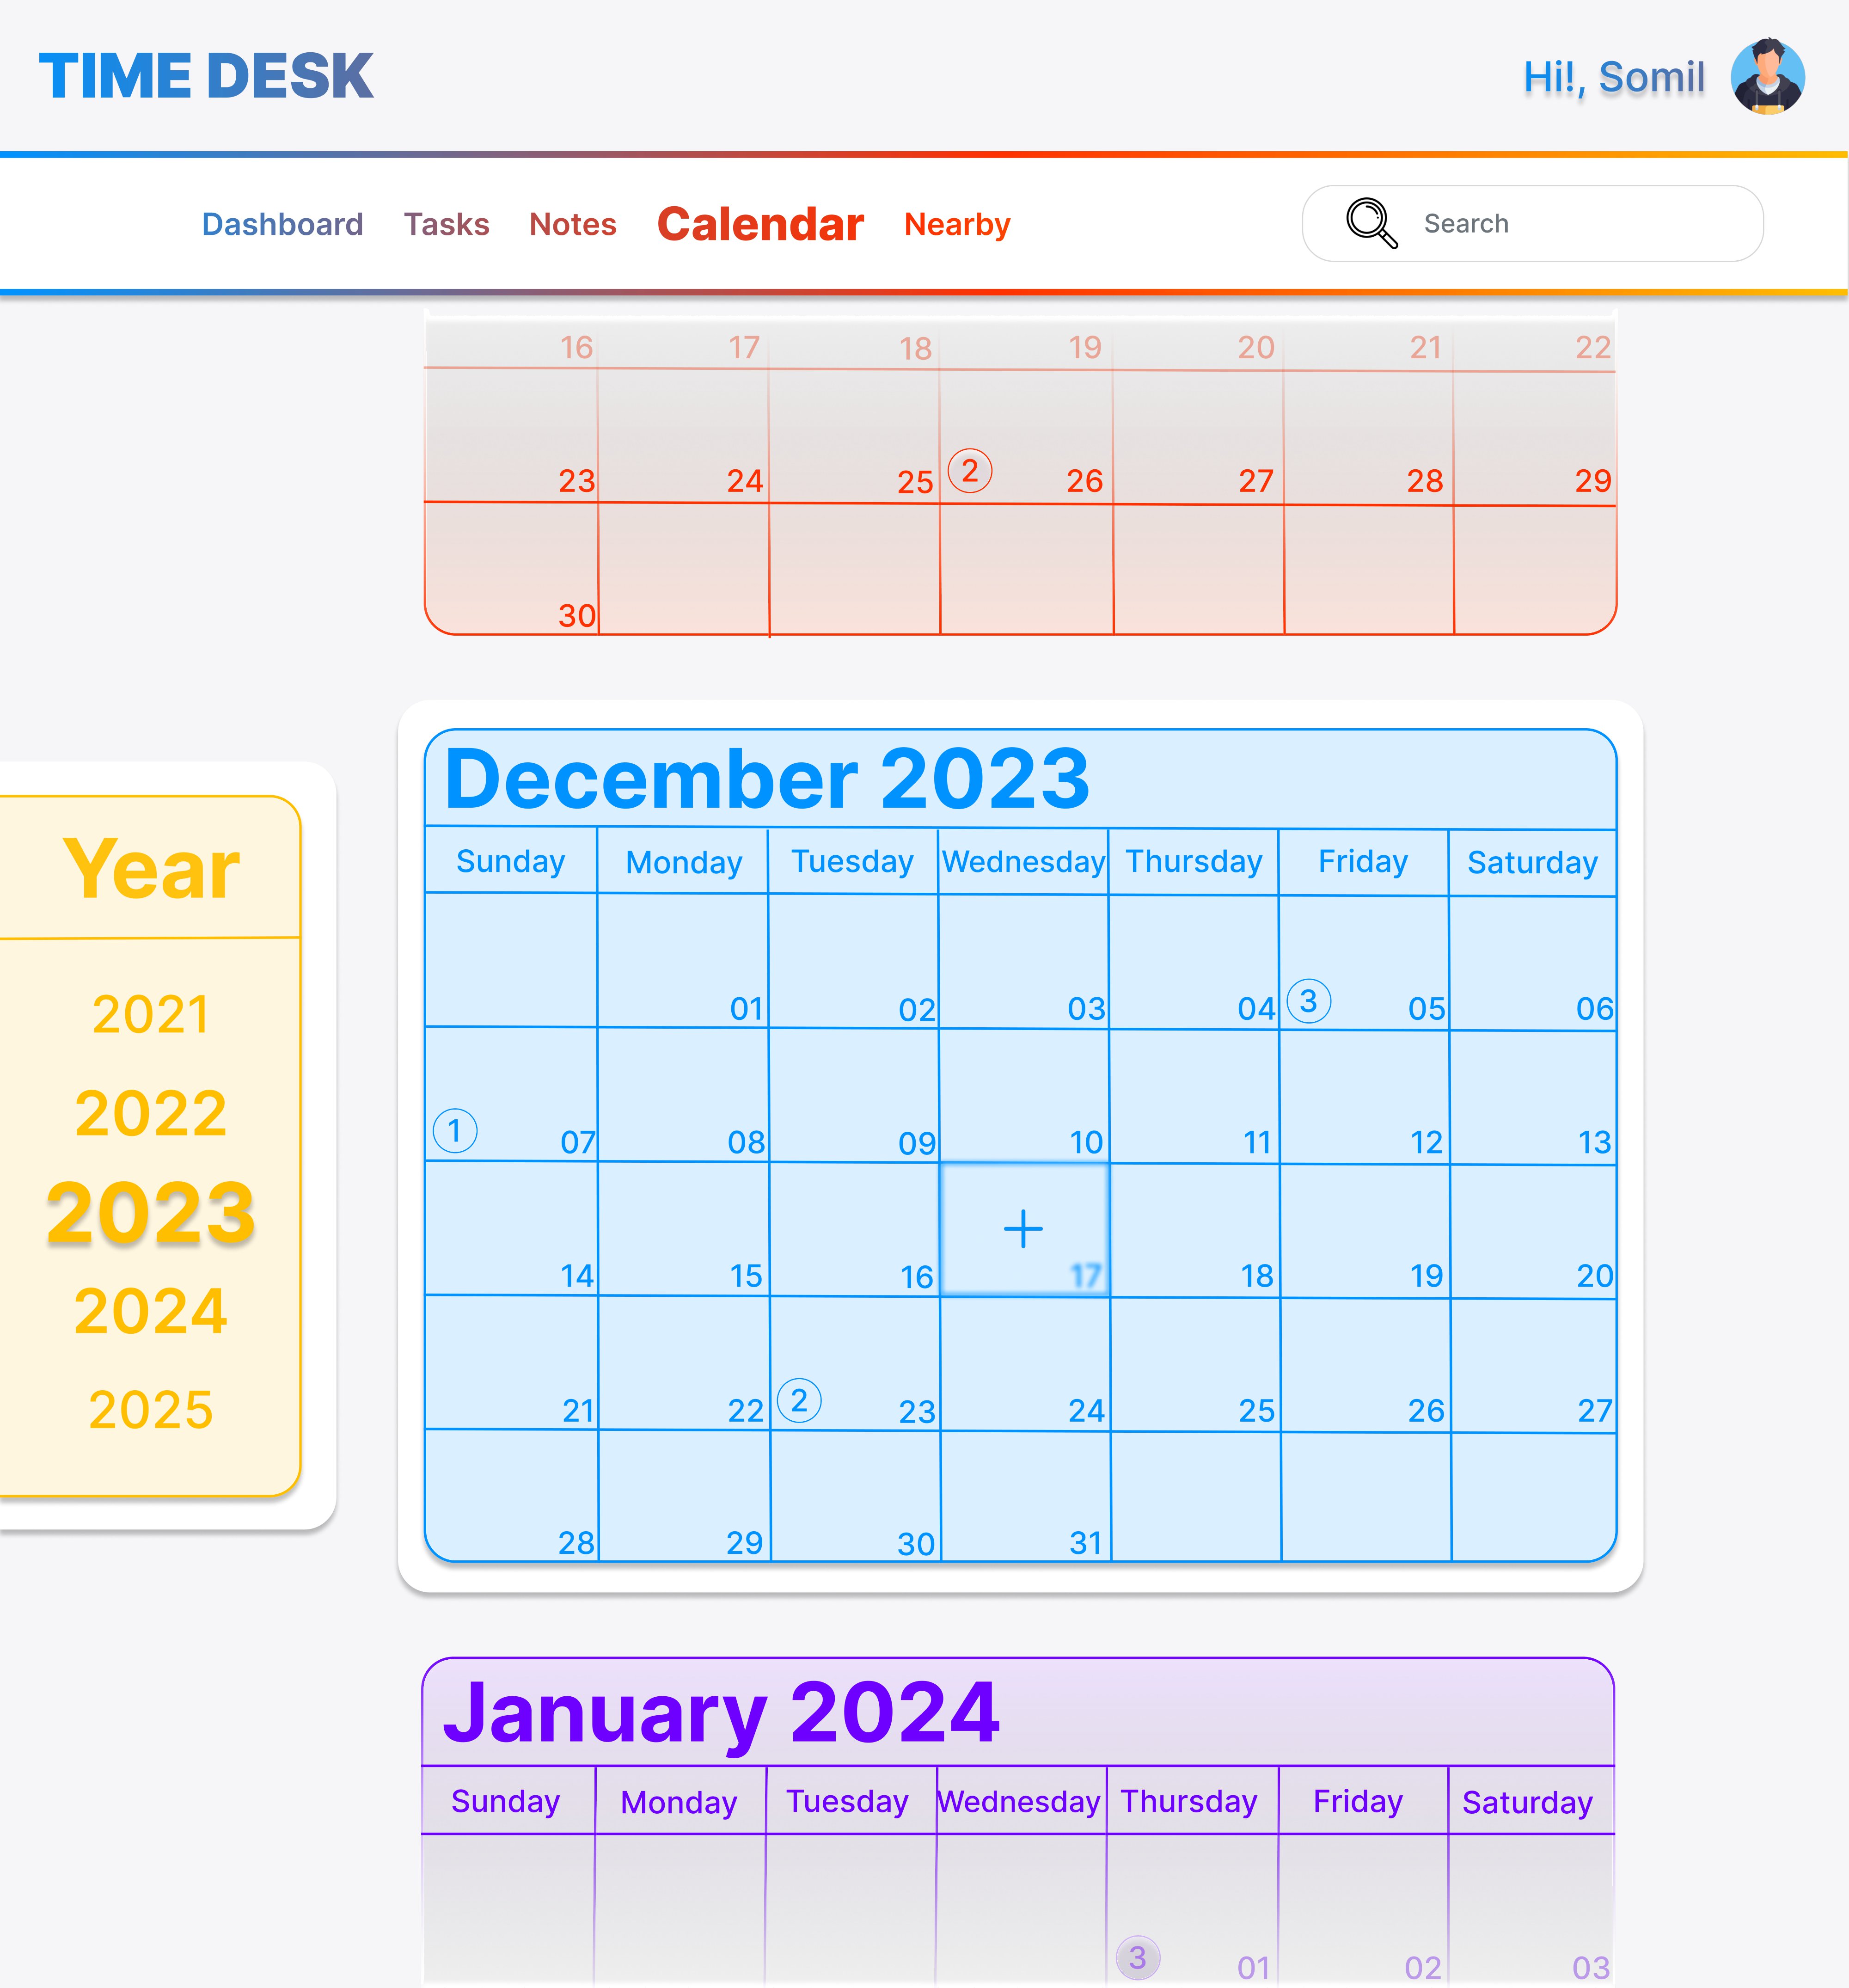 TIME DESK
Hi!, Somil
Dashboard Tasks Notes Calendar Nearby
Search
16 17 18 19 20 21 22
23 24 25 2 26 27 28 29
30
Year
2021
2022
2023
2024
2025
December 2023
Sunday Monday Tuesday Wednesday Thursday Friday Saturday
01 02 03 04 3 05 06
1 07 08 09 10 11 12 13
+
14 15 16 17 18 19 20
21 22 2 23 24 25 26 27
28 29 30 31
January 2024
Sunday Monday Tuesday Wednesday Thursday Friday Saturday
3 01 02 03